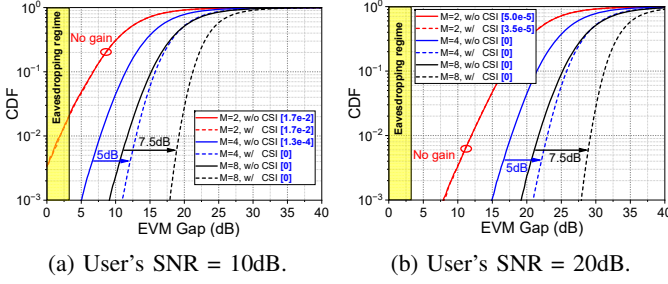 10^0
10^-1
10^-2
10^-3
CDF
Eavesdropping regime
No gain
5dB
7.5dB
M=2, w/o CSI [1.7e-2]
M=2, w/ CSI [1.7e-2]
M=4, w/o CSI [1.3e-4]
M=4, w/ CSI [0]
M=8, w/o CSI [0]
M=8, w/ CSI [0]
0 5 10 15 20 25 30 35 40
EVM Gap (dB)
(a) User's SNR = 10dB.
10^0
10^-1
10^-2
10^-3
CDF
Eavesdropping regime
M=2, w/o CSI [5.0e-5]
M=2, w/ CSI [3.5e-5]
M=4, w/o CSI [0]
M=4, w/ CSI [0]
M=8, w/o CSI [0]
M=8, w/ CSI [0]
No gain
5dB
7.5dB
0 5 10 15 20 25 30 35 40
EVM Gap (dB)
(b) User's SNR = 20dB.